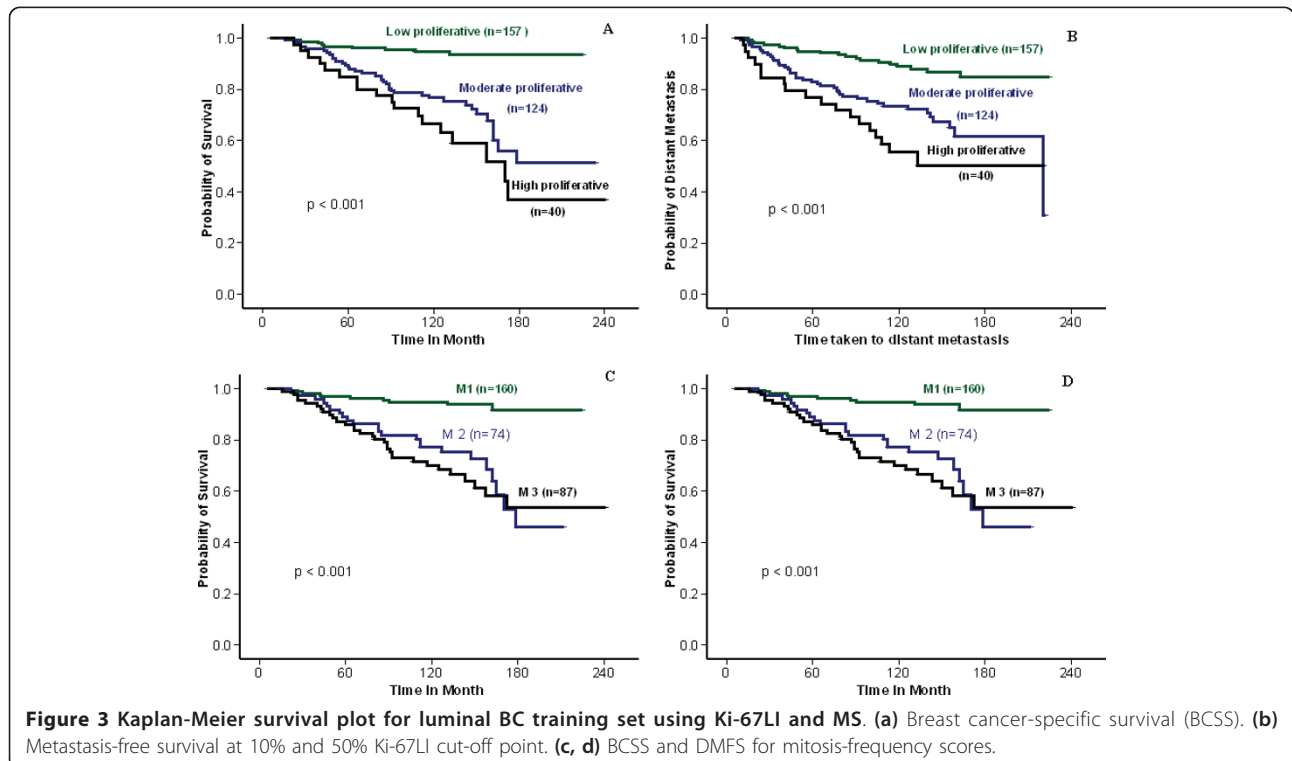 A
Low proliferative (n=157 )
Moderate proliferative
(n=124)
High proliferative
(n=40)
p < 0.001
Probability of Survival
1.0
0.8
0.6
0.4
0.2
0.0
0 60 120 180 240
Time in Month
B
Low proliferative (n=157)
Moderate proliferative
(n=124)
High proliferative
(n=40)
p < 0.001
Probability of Distant Metastasis
1.0
0.8
0.6
0.4
0.2
0.0
0 60 120 180 240
Time taken to distant metastasis
C
M1 (n=160)
M 2 (n=74)
M 3 (n=87)
p < 0.001
Probability of Survival
1.0
0.8
0.6
0.4
0.2
0.0
0 60 120 180 240
Time in Month
D
M1 (n=160)
M 2 (n=74)
M 3 (n=87)
p < 0.001
Probability of Survival
1.0
0.8
0.6
0.4
0.2
0.0
0 60 120 180 240
Time in Month
Figure 3 Kaplan-Meier survival plot for luminal BC training set using Ki-67LI and MS. (a) Breast cancer-specific survival (BCSS). (b)
Metastasis-free survival at 10% and 50% Ki-67LI cut-off point. (c, d) BCSS and DMFS for mitosis-frequency scores.